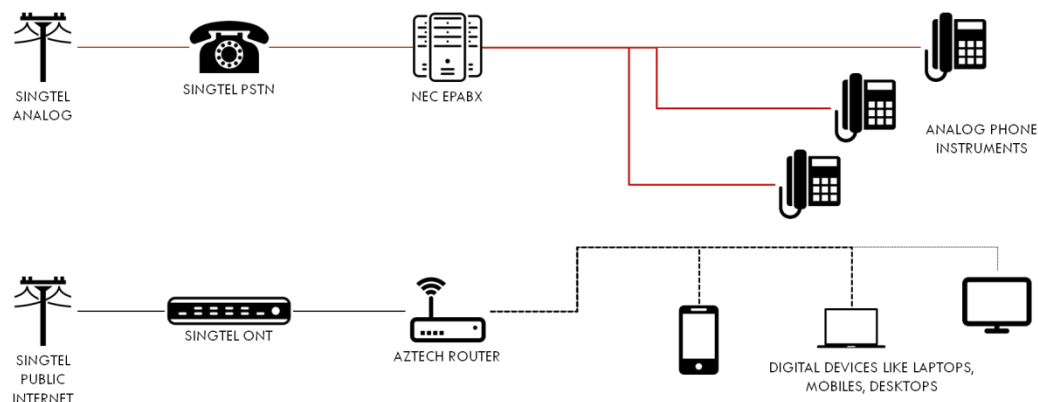 SINGTEL
ANALOG
SINGTEL PSTN
NEC EPABX
ANALOG PHONE
INSTRUMENTS
SINGTEL
PUBLIC
INTERNET
SINGTEL ONT
AZTECH ROUTER
DIGITAL DEVICES LIKE LAPTOPS,
MOBILES, DESKTOPS